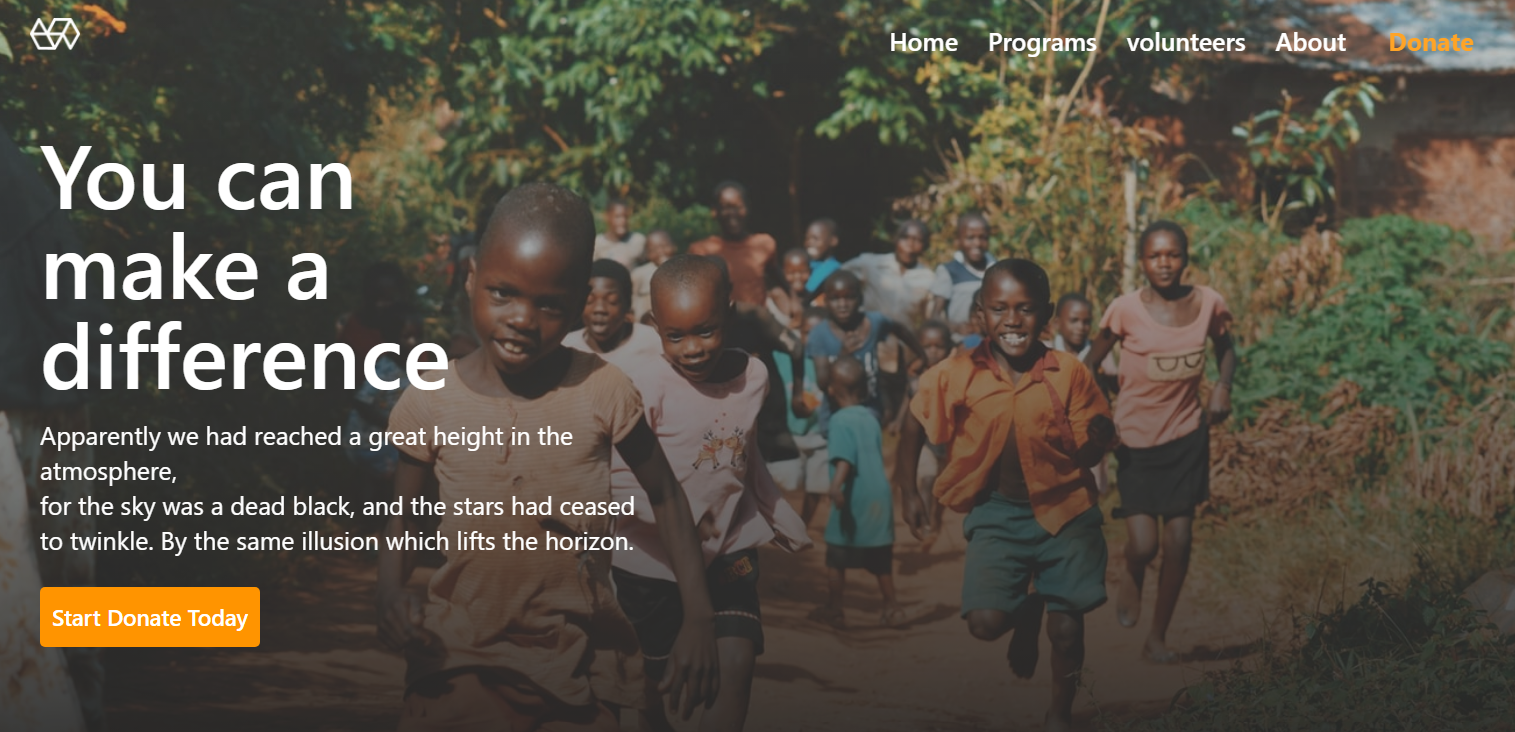 Home Programs volunteers About Donate
You can
make a
difference
Apparently we had reached a great height in the
atmosphere,
for the sky was a dead black, and the stars had ceased
to twinkle. By the same illusion which lifts the horizon.
Start Donate Today